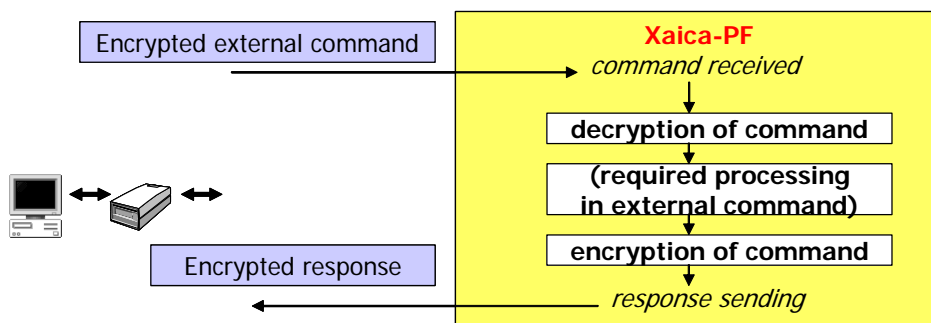 Encrypted external command
Xaica-PF
command received
decryption of command
(required processing
in external command)
encryption of command
Encrypted response
response sending